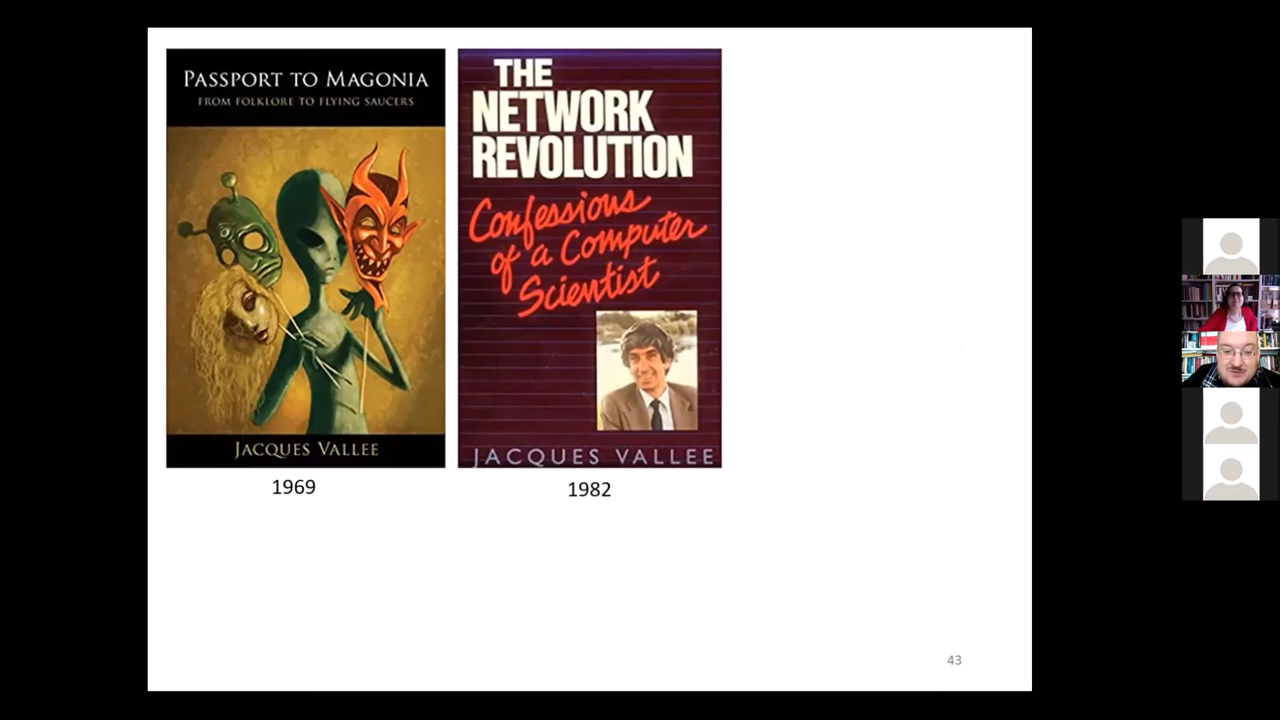 PASSPORT TO MAGONIA
FROM FOLKLORE TO FLYING SAUCERS
JACQUES VALLEE
1969
THE
NETWORK
REVOLUTION
Confessions
of a Computer
Scientist
JACQUES VALLEE
1982
43